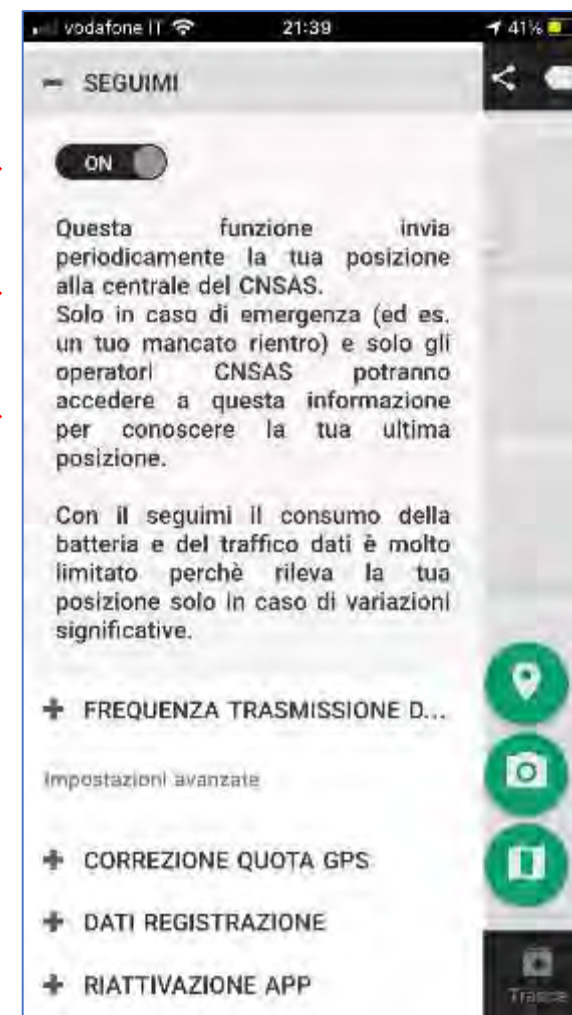 vodafone IT 21:39 41%
SEGUIMI
ON
Questa funzione invia
periodicamente la tua posizione
alla centrale del CNSAS.
Solo in caso di emergenza (ed es.
un tuo mancato rientro) e solo gli
operatori CNSAS potranno
accedere a questa informazione
per conoscere la tua ultima
posizione.
Con il seguimi il consumo della
batteria e del traffico dati è molto
limitato perchè rileva la tua
posizione solo in caso di variazioni
significative.
FREQUENZA TRASMISSIONE D...
Impostazioni avanzate
CORREZIONE QUOTA GPS
DATI REGISTRAZIONE
RIATTIVAZIONE APP
Tracce